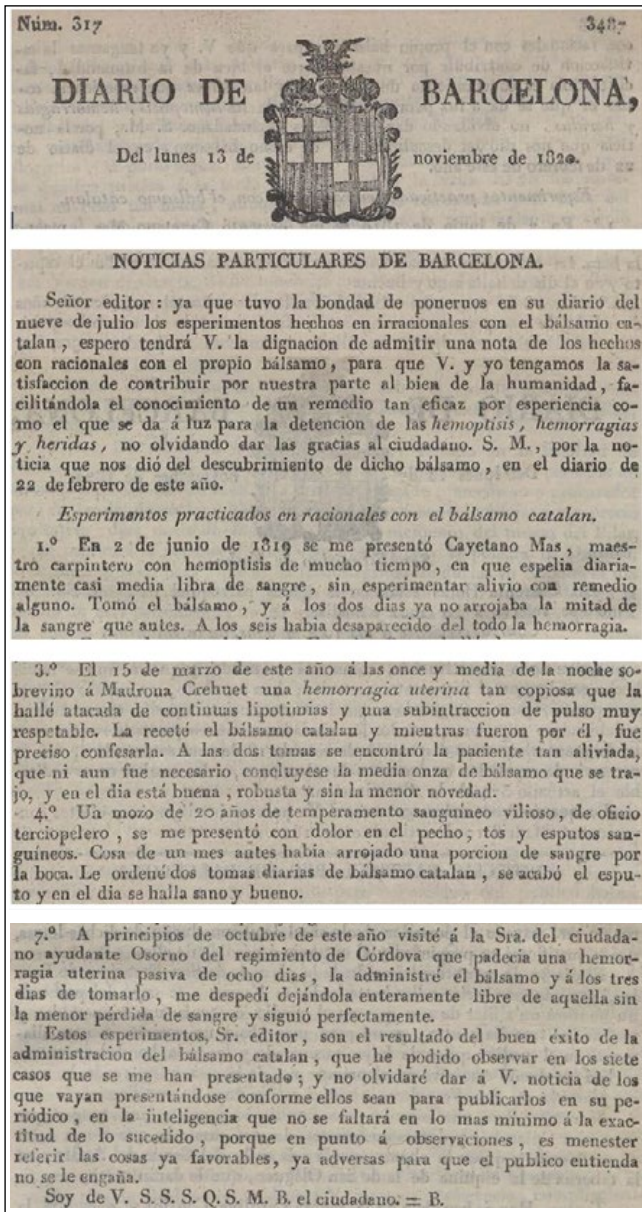 Núm. 317 3487
DIARIO DE BARCELONA,
Del lunes 13 de noviembre de 1820.
NOTICIAS PARTICULARES DE BARCELONA.
Señor editor : ya que tuvo la bondad de ponernos en su diario del
nueve de julio los esperimentos hechos en irracionales con el bálsamo ca-
talan , espero tendrá V. la dignacion de admitir una nota de los hechos
con racionales con el propio bálsamo, para que V. y yo tengamos la sa-
tisfaccion de contribuir por nuestra parte al bien de la humanidad, fa-
cilitándola el conocimiento de un remedio tan eficaz por esperiencia co-
mo el que se da á luz para la detencion de las hemoptisis, hemorragias
y heridas, no olvidando dar las gracias al ciudadano. S. M., por la no-
ticia que nos dió del descubrimiento de dicho bálsamo, en el diario de
22 de febrero de este año.
Esperimentos practicados en racionales con el bálsamo catalan.
1.º En 2 de junio de 1819 se me presentó Cayetano Mas, maes-
tro carpintero con hemoptisis de mucho tiempo, en que espelia diaria-
mente casi media libra de sangre, sin esperimentar alivio con remedio
alguno. Tomó el bálsamo, y á los dos dias ya no arrojaba la mitad de
la sangre que antes. A los seis habia desaparecido del todo la hemorragia.
3.º El 15 de marzo de este año á las once y media de la noche so-
brevino á Madrona Crehuet una hemorragia uterina tan copiosa que la
hallé atacada de continuas lipotimias y una subintraccion de pulso muy
respetable. La receté el bálsamo catalan y mientras fueron por él, fue
preciso confesarla. A las dos tomas se encontró la paciente tan aliviada,
que ni aun fue necesario concluyese la media onza de bálsamo que se tra-
jo, y en el dia está buena, robusta y sin la menor novedad.
4.º Un mozo de 20 años de temperamento sanguineo vilioso, de oficio
terciopelero, se me presentó con dolor en el pecho, tos y esputos san-
guíneos. Cosa de un mes antes habia arrojado una porcion de sangre por
la boca. Le ordené dos tomas diarias de bálsamo catalan, se acabó el espu-
to y en el dia se halla sano y bueno.
7.º A principios de octubre de este año visité á la Sra. del ciudada-
no ayudante Osorno del regimiento de Córdova que padecia una hemor-
ragia uterina pasiva de ocho dias, la administré el bálsamo y á los tres
dias de tomarlo, me despedí dejándola enteramente libre de aquella sin
la menor pérdida de sangre y siguió perfectamente.
Estos esperimentos, Sr. editor, son el resultado del buen éxito de la
administracion del bálsamo catalan, que he podido observar en los siete
casos que se me han presentado; y no olvidaré dar á V. noticia de los
que vayan presentándose conforme ellos sean para publicarlos en su pe-
riódico, en la inteligencia que no se faltará en lo mas mínimo á la exac-
titud de lo sucedido, porque en punto á observaciones, es menester
referir las cosas ya favorables, ya adversas para que el publico entienda
no se le engaña.
Soy de V. S. S. S. Q. S. M. B. el ciudadano. = B.